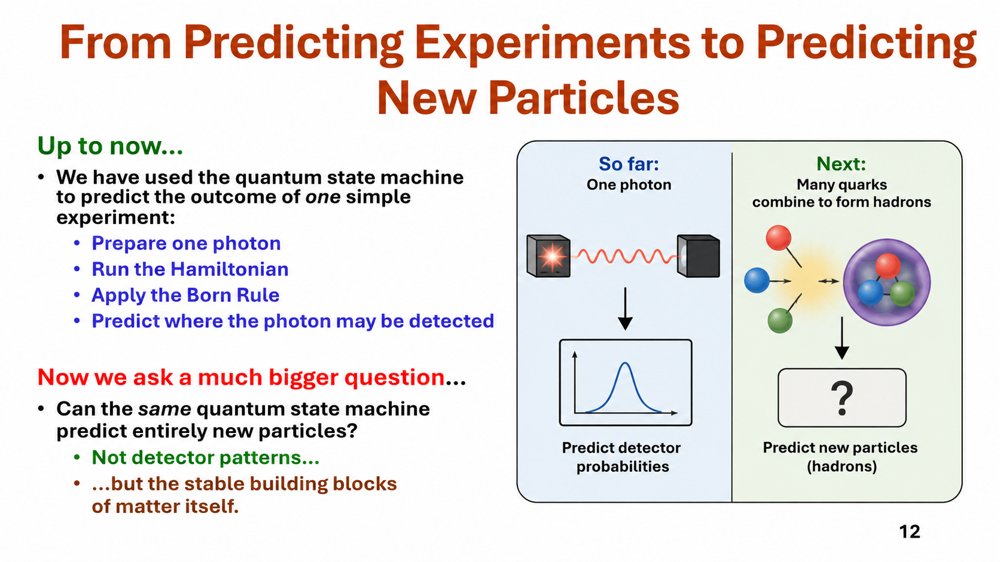 From Predicting Experiments to Predicting
New Particles
Up to now...
• We have used the quantum state machine
to predict the outcome of one simple
experiment:
• Prepare one photon
• Run the Hamiltonian
• Apply the Born Rule
• Predict where the photon may be detected
Now we ask a much bigger question...
• Can the same quantum state machine
predict entirely new particles?
• Not detector patterns...
• ...but the stable building blocks
of matter itself.
So far:
One photon
Predict detector
probabilities
Next:
Many quarks
combine to form hadrons
?
Predict new particles
(hadrons)
12